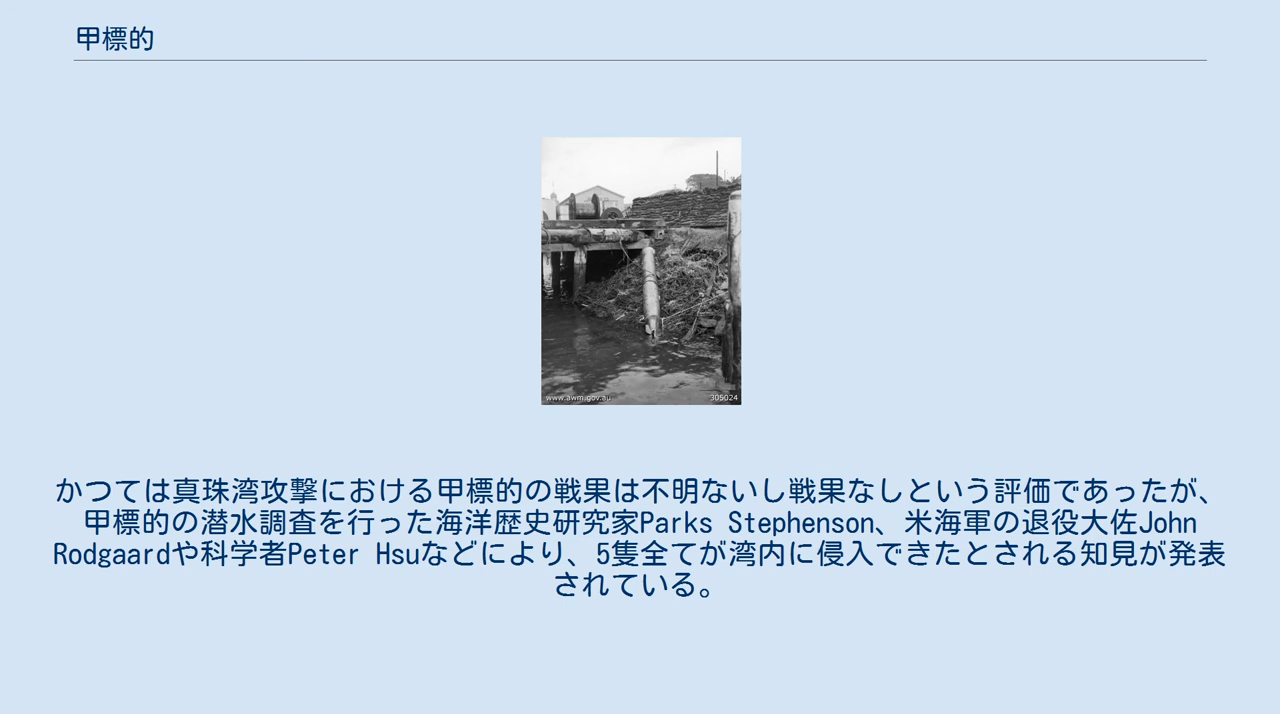 甲標的
www.awm.gov.au
305024
かつては真珠湾攻撃における甲標的の戦果は不明ないし戦果なしという評価であったが、
甲標的の潜水調査を行った海洋歴史研究家Parks Stephenson、米海軍の退役大佐John
Rodgaardや科学者Peter Hsuなどにより、5隻全てが湾内に侵入できたとされる知見が発表
されている。